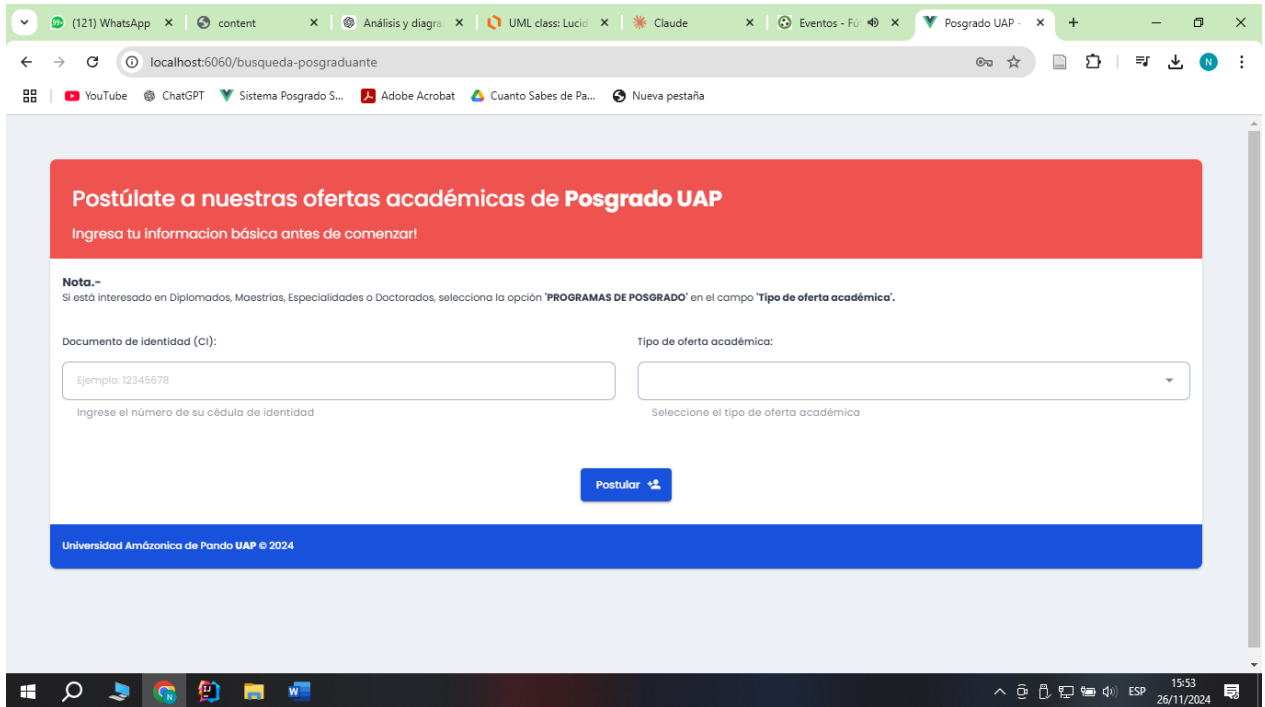 (121) WhatsApp
content
Análisis y diagra
UML class: Lucid
Claude
Eventos - Fú
Posgrado UAP -
localhost:6060/busqueda-posgraduante
N
YouTube
ChatGPT
Sistema Posgrado S...
Adobe Acrobat
Cuanto Sabes de Pa...
Nueva pestaña
Postúlate a nuestras ofertas académicas de Posgrado UAP
Ingresa tu informacion básica antes de comenzar!
Nota.-
Si está interesado en Diplomados, Maestrías, Especialidades o Doctorados, selecciona la opción 'PROGRAMAS DE POSGRADO' en el campo 'Tipo de oferta académica'.
Documento de identidad (CI):
Tipo de oferta académica:
Ejemplo: 12345678
Ingrese el número de su cédula de identidad
Seleccione el tipo de oferta académica
Postular
Universidad Amázonica de Pando UAP © 2024
ESP
15:53
26/11/2024